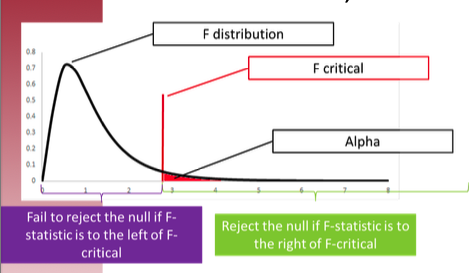 F distribution
F critical
Alpha
0.8
0.7
0.6
0.5
0.4
0.3
0.2
0.1
0
0 1 2 3 4 5 6 7 8
Fail to reject the null if F-
statistic is to the left of F-
critical
Reject the null if F-statistic is to
the right of F-critical